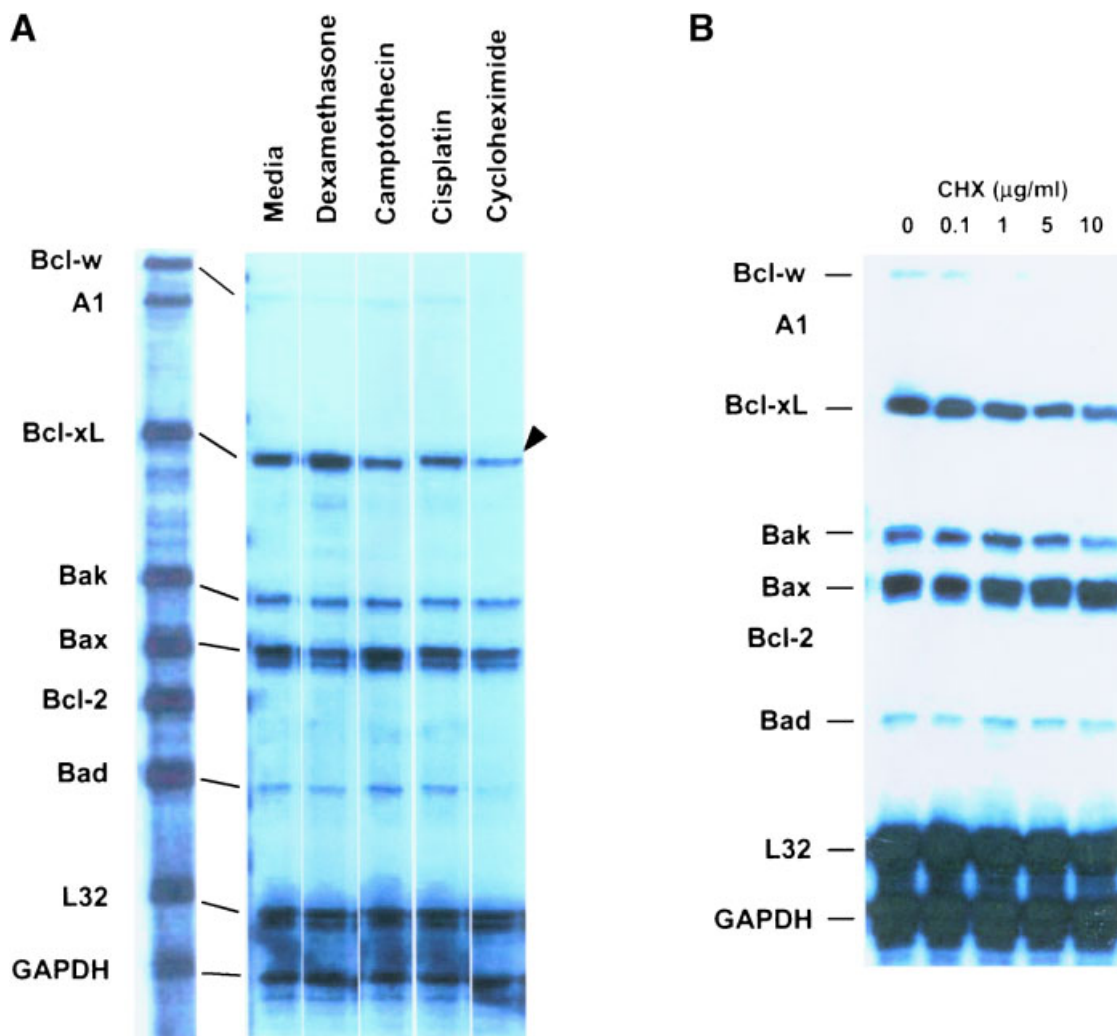 A
Media
Dexamethasone
Camptothecin
Cisplatin
Cycloheximide
Bcl-w
A1
Bcl-xL
Bak
Bax
Bcl-2
Bad
L32
GAPDH
B
CHX (μg/ml)
0 0.1 1 5 10
Bcl-w
A1
Bcl-xL
Bak
Bax
Bcl-2
Bad
L32
GAPDH